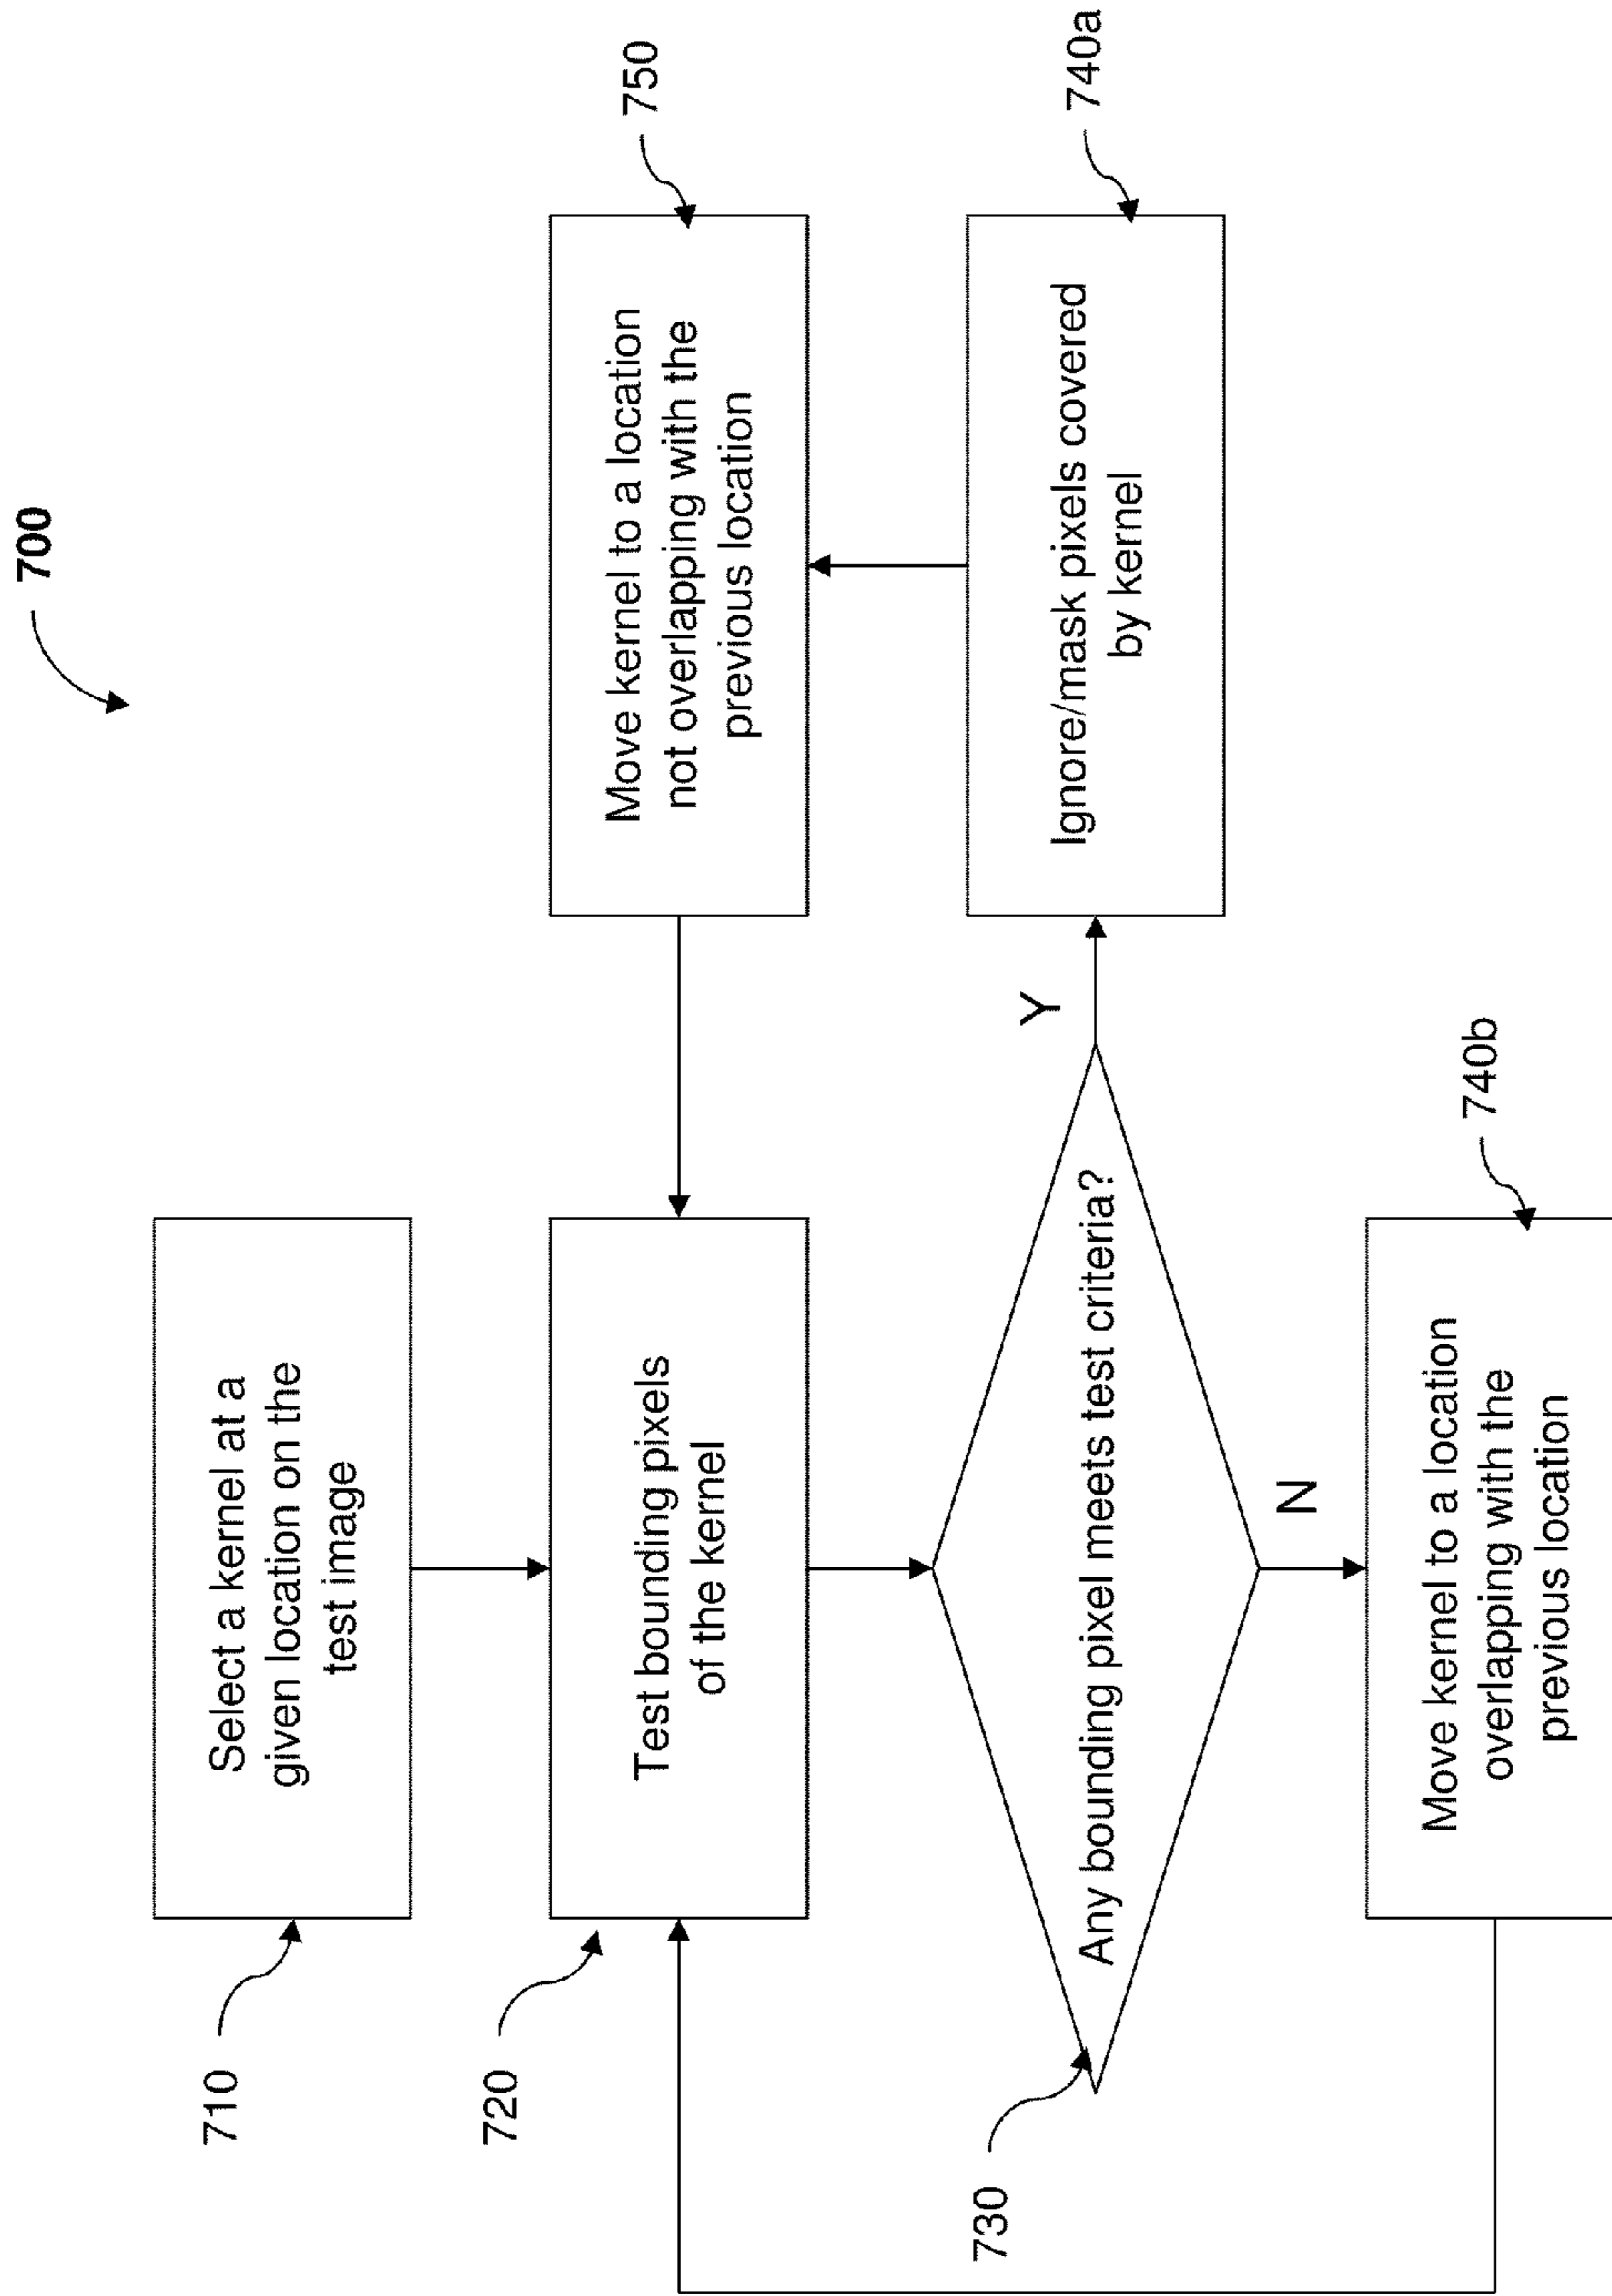 700
710
Select a kernel at a
given location on the
test image
720
Test bounding pixels
of the kernel
750
Move kernel to a location
not overlapping with the
previous location
730
Any bounding pixel meets test criteria?
Y
740a
Ignore/mask pixels covered
by kernel
N
740b
Move kernel to a location
overlapping with the
previous location